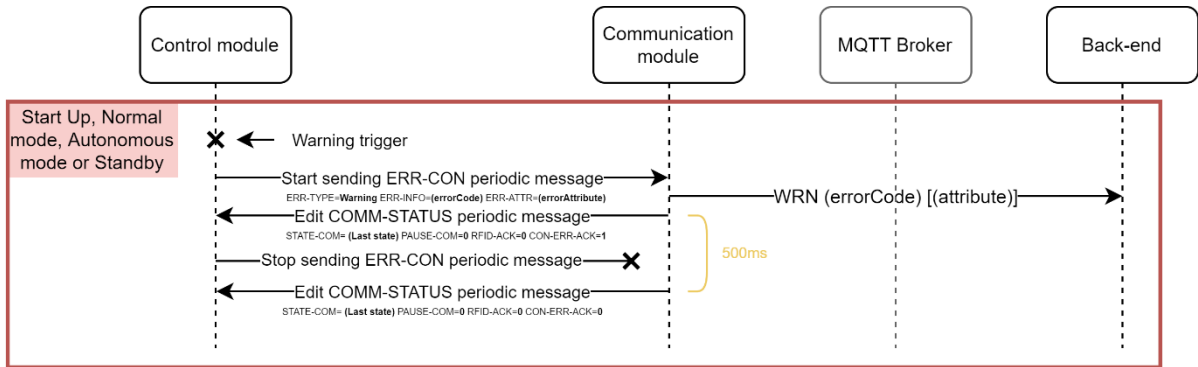 Control module
Communication
module
MQTT Broker
Back-end
Start Up, Normal
mode, Autonomous
mode or Standby
Warning trigger
Start sending ERR-CON periodic message
ERR-TYPE=Warning ERR-INFO=(errorCode) ERR-ATTR=(errorAttribute)
WRN (errorCode) [(attribute)]
Edit COMM-STATUS periodic message
STATE-COM= (Last state) PAUSE-COM=0 RFID-ACK=0 CON-ERR-ACK=1
500ms
Stop sending ERR-CON periodic message
Edit COMM-STATUS periodic message
STATE-COM= (Last state) PAUSE-COM=0 RFID-ACK=0 CON-ERR-ACK=0